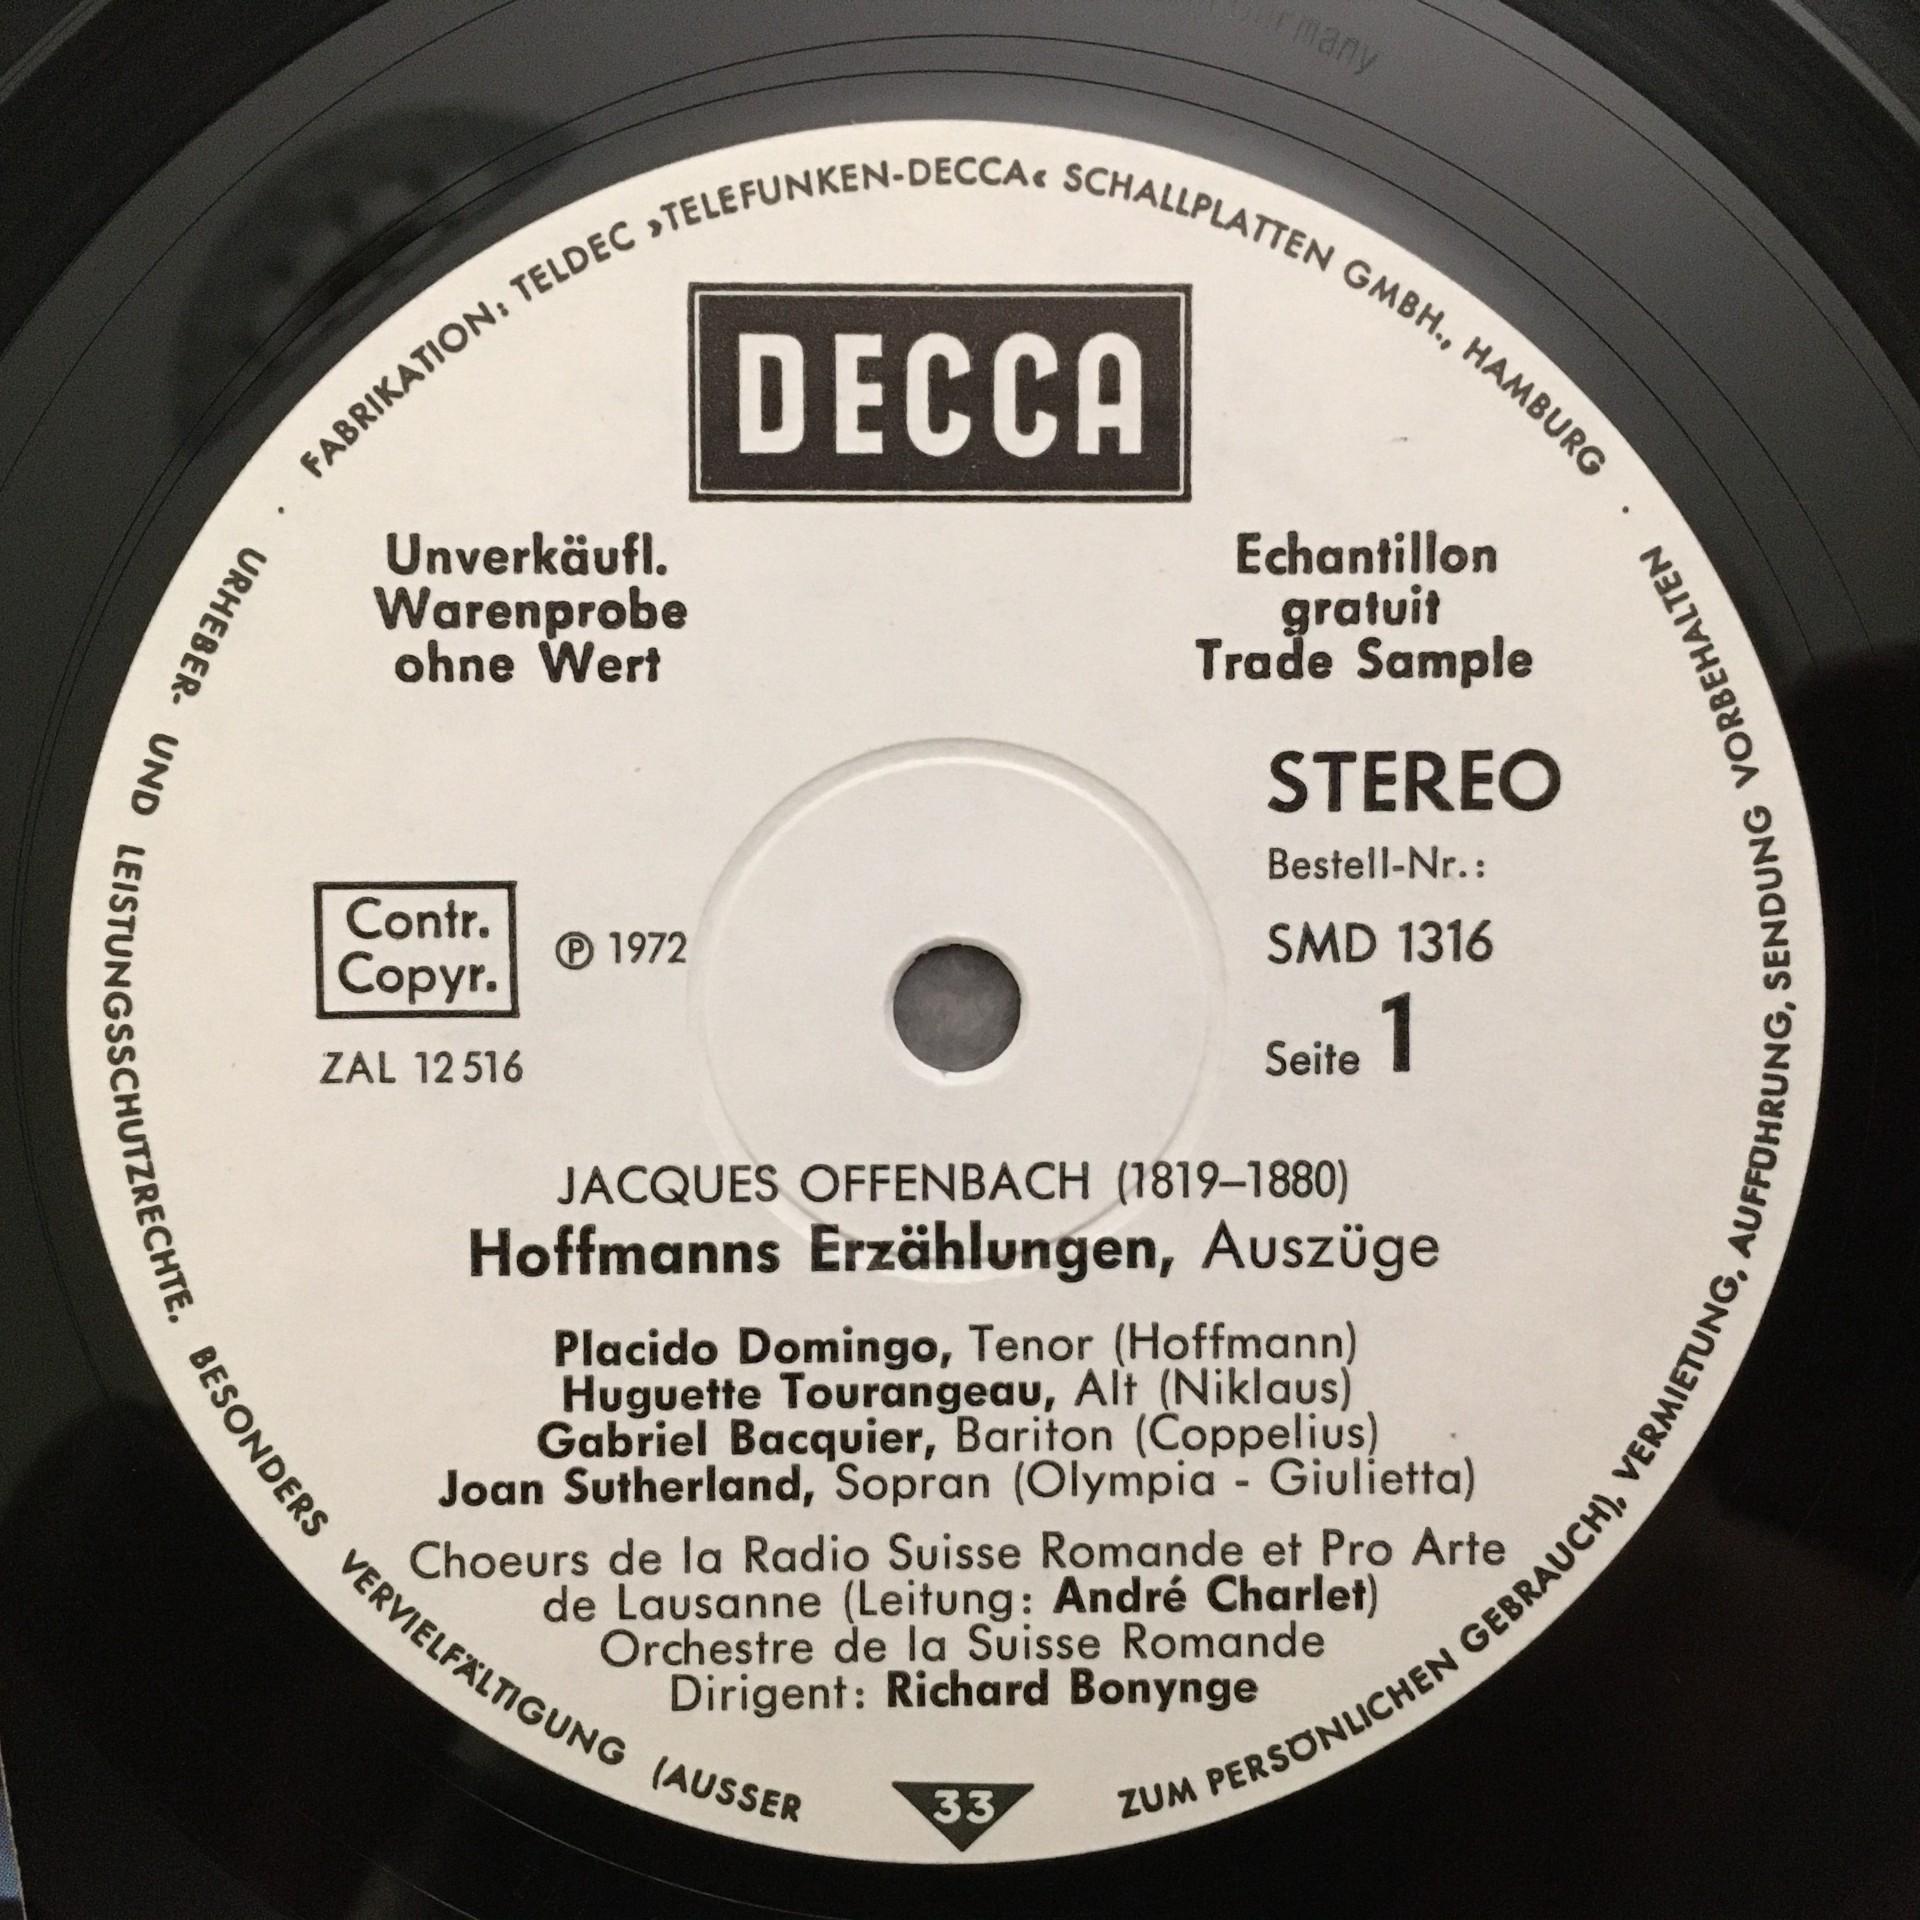 Germany
FABRIKATION: TELDEC »TELEFUNKEN-DECCA« SCHALLPLATTEN GMBH., HAMBURG ·
DECCA
Unverkäufl.
Warenprobe
ohne Wert
Echantillon
gratuit
Trade Sample
STEREO
Bestell-Nr.:
SMD 1316
Seite 1
Contr.
Copyr.
℗ 1972
ZAL 12516
JACQUES OFFENBACH (1819–1880)
Hoffmanns Erzählungen, Auszüge
Placido Domingo, Tenor (Hoffmann)
Huguette Tourangeau, Alt (Niklaus)
Gabriel Bacquier, Bariton (Coppelius)
Joan Sutherland, Sopran (Olympia - Giulietta)
Choeurs de la Radio Suisse Romande et Pro Arte
de Lausanne (Leitung: André Charlet)
Orchestre de la Suisse Romande
Dirigent: Richard Bonynge
33
· URHEBER- UND LEISTUNGSSCHUTZRECHTE. BESONDERS VERVIELFÄLTIGUNG (AUSSER ZUM PERSÖNLICHEN GEBRAUCH), VERMIETUNG, AUFFÜHRUNG, SENDUNG VORBEHALTEN